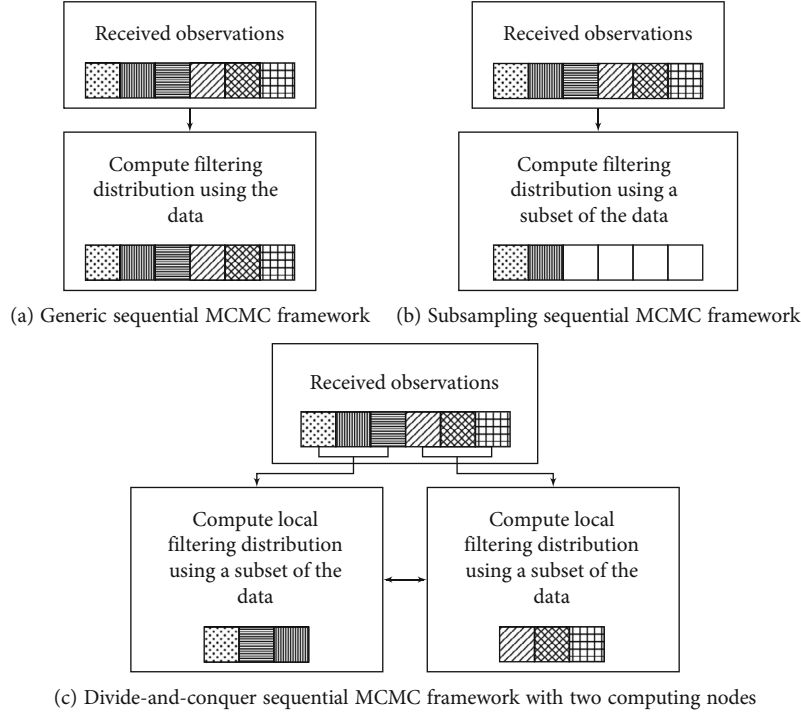 Received observations
Compute filtering
distribution using the
data
(a) Generic sequential MCMC framework
Received observations
Compute filtering
distribution using a
subset of the data
(b) Subsampling sequential MCMC framework
Received observations
Compute local
filtering distribution
using a subset of the
data
Compute local
filtering distribution
using a subset of the
data
(c) Divide-and-conquer sequential MCMC framework with two computing nodes